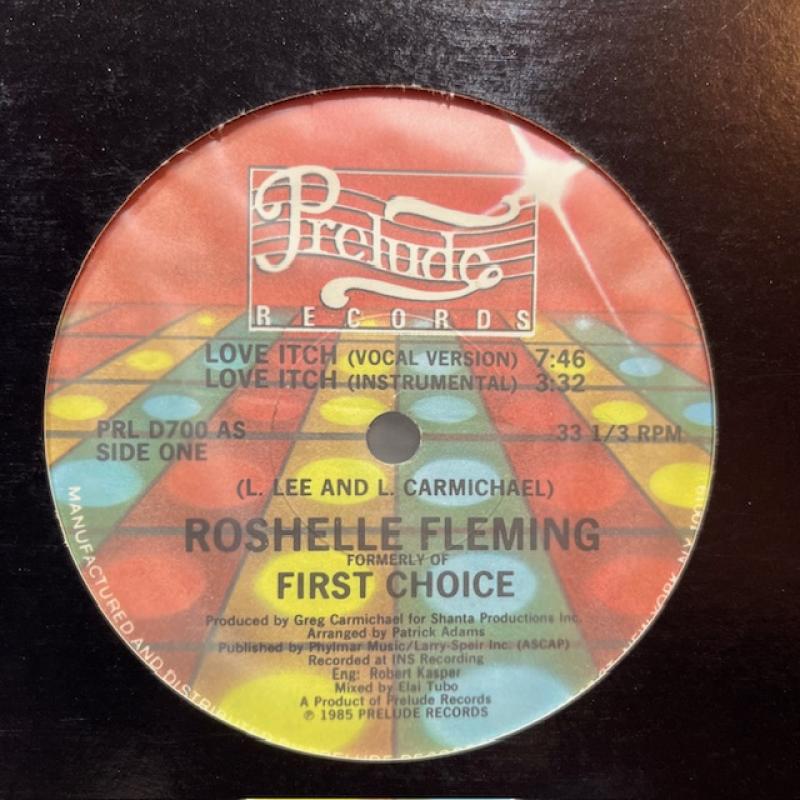 Prelude
RECORDS
LOVE ITCH (VOCAL VERSION) 7:46
LOVE ITCH (INSTRUMENTAL) 3:32
PRL D700 AS
SIDE ONE
33 1/3 RPM
(L. LEE AND L. CARMICHAEL)
ROSHELLE FLEMING
FORMERLY OF
FIRST CHOICE
Produced by Greg Carmichael for Shanta Productions Inc.
Arranged by Patrick Adams
Published by Phylmar Music/Larry-Speir Inc. (ASCAP)
Recorded at INS Recording
Eng: Robert Kasper
Mixed by Elai Tubo
A Product of Prelude Records
℗ 1985 PRELUDE RECORDS
MANUFACTURED AND NEW YORK, NY